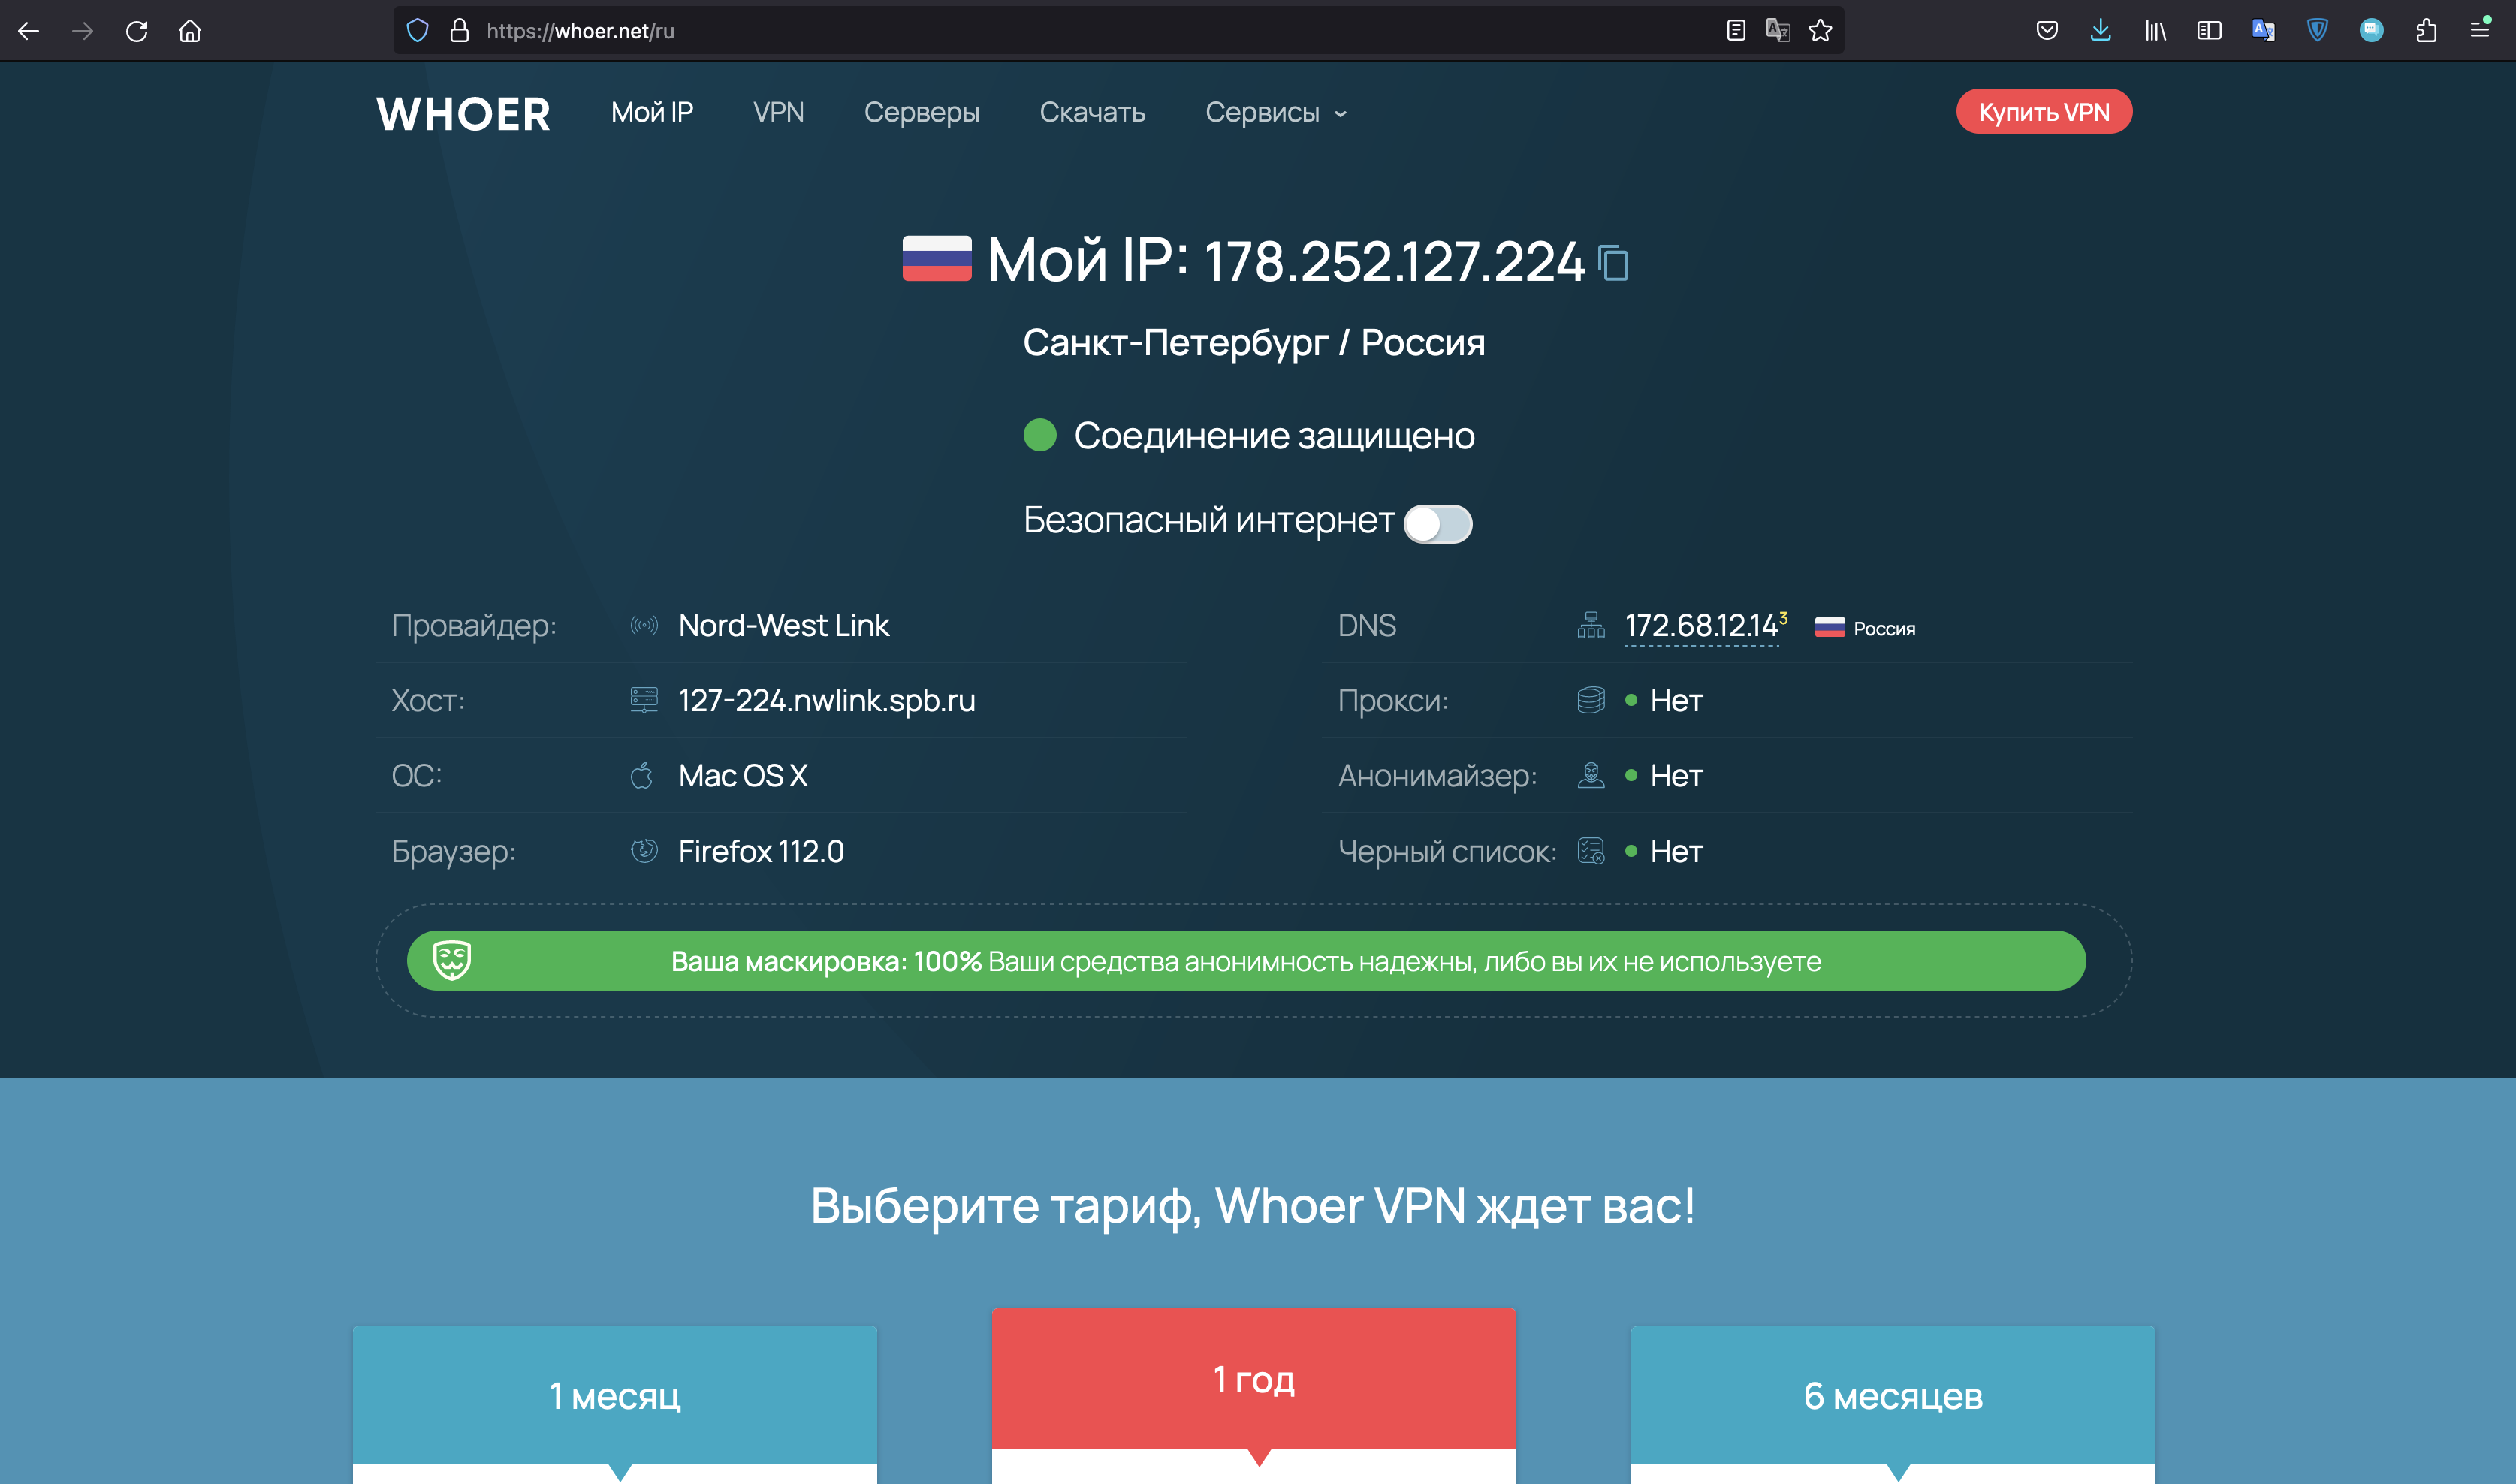 https://whoer.net/ru
WHOER
Мой IP
VPN
Серверы
Скачать
Сервисы
Купить VPN
Мой IP: 178.252.127.224
Санкт-Петербург / Россия
Соединение защищено
Безопасный интернет
Провайдер: Nord-West Link
Хост: 127-224.nwlink.spb.ru
ОС: Mac OS X
Браузер: Firefox 112.0
DNS 172.68.12.14³ Россия
Прокси: Нет
Анонимайзер: Нет
Черный список: Нет
Ваша маскировка: 100% Ваши средства анонимность надежны, либо вы их не используете
Выберите тариф, Whoer VPN ждет вас!
1 месяц
1 год
6 месяцев